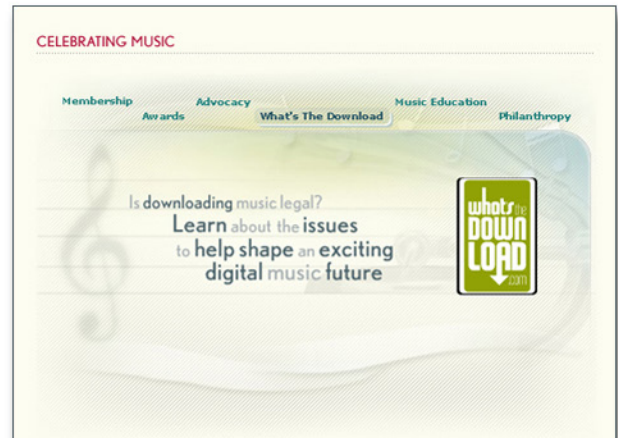 CELEBRATING MUSIC
Membership
Awards
Advocacy
What's The Download
Music Education
Philanthropy
Is downloading music legal?
Learn about the issues
to help shape an exciting
digital music future
whats the
DOWN
LOAD
.com